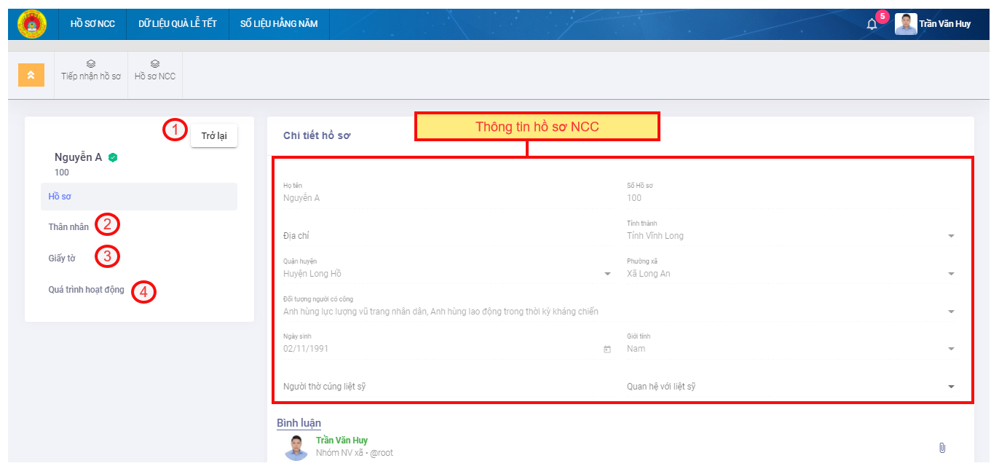 HỒ SƠ NCC
DỮ LIỆU QUÀ LỄ TẾT
SỐ LIỆU HẰNG NĂM
5
Trần Văn Huy
Tiếp nhận hồ sơ
Hồ sơ NCC
1
Trở lại
Nguyễn A
100
Hồ sơ
Thân nhân
2
Giấy tờ
3
Quá trình hoạt động
4
Chi tiết hồ sơ
Thông tin hồ sơ NCC
Họ tên
Nguyễn A
Số Hồ sơ
100
Địa chỉ
Tỉnh thành
Tỉnh Vĩnh Long
Quận huyện
Huyện Long Hồ
Phường xã
Xã Long An
Đối tượng người có công
Anh hùng lực lượng vũ trang nhân dân, Anh hùng lao động trong thời kỳ kháng chiến
Ngày sinh
02/11/1991
Giới tính
Nam
Người thờ cúng liệt sỹ
Quan hệ với liệt sỹ
Bình luận
Trần Văn Huy
Nhóm NV xã • @root